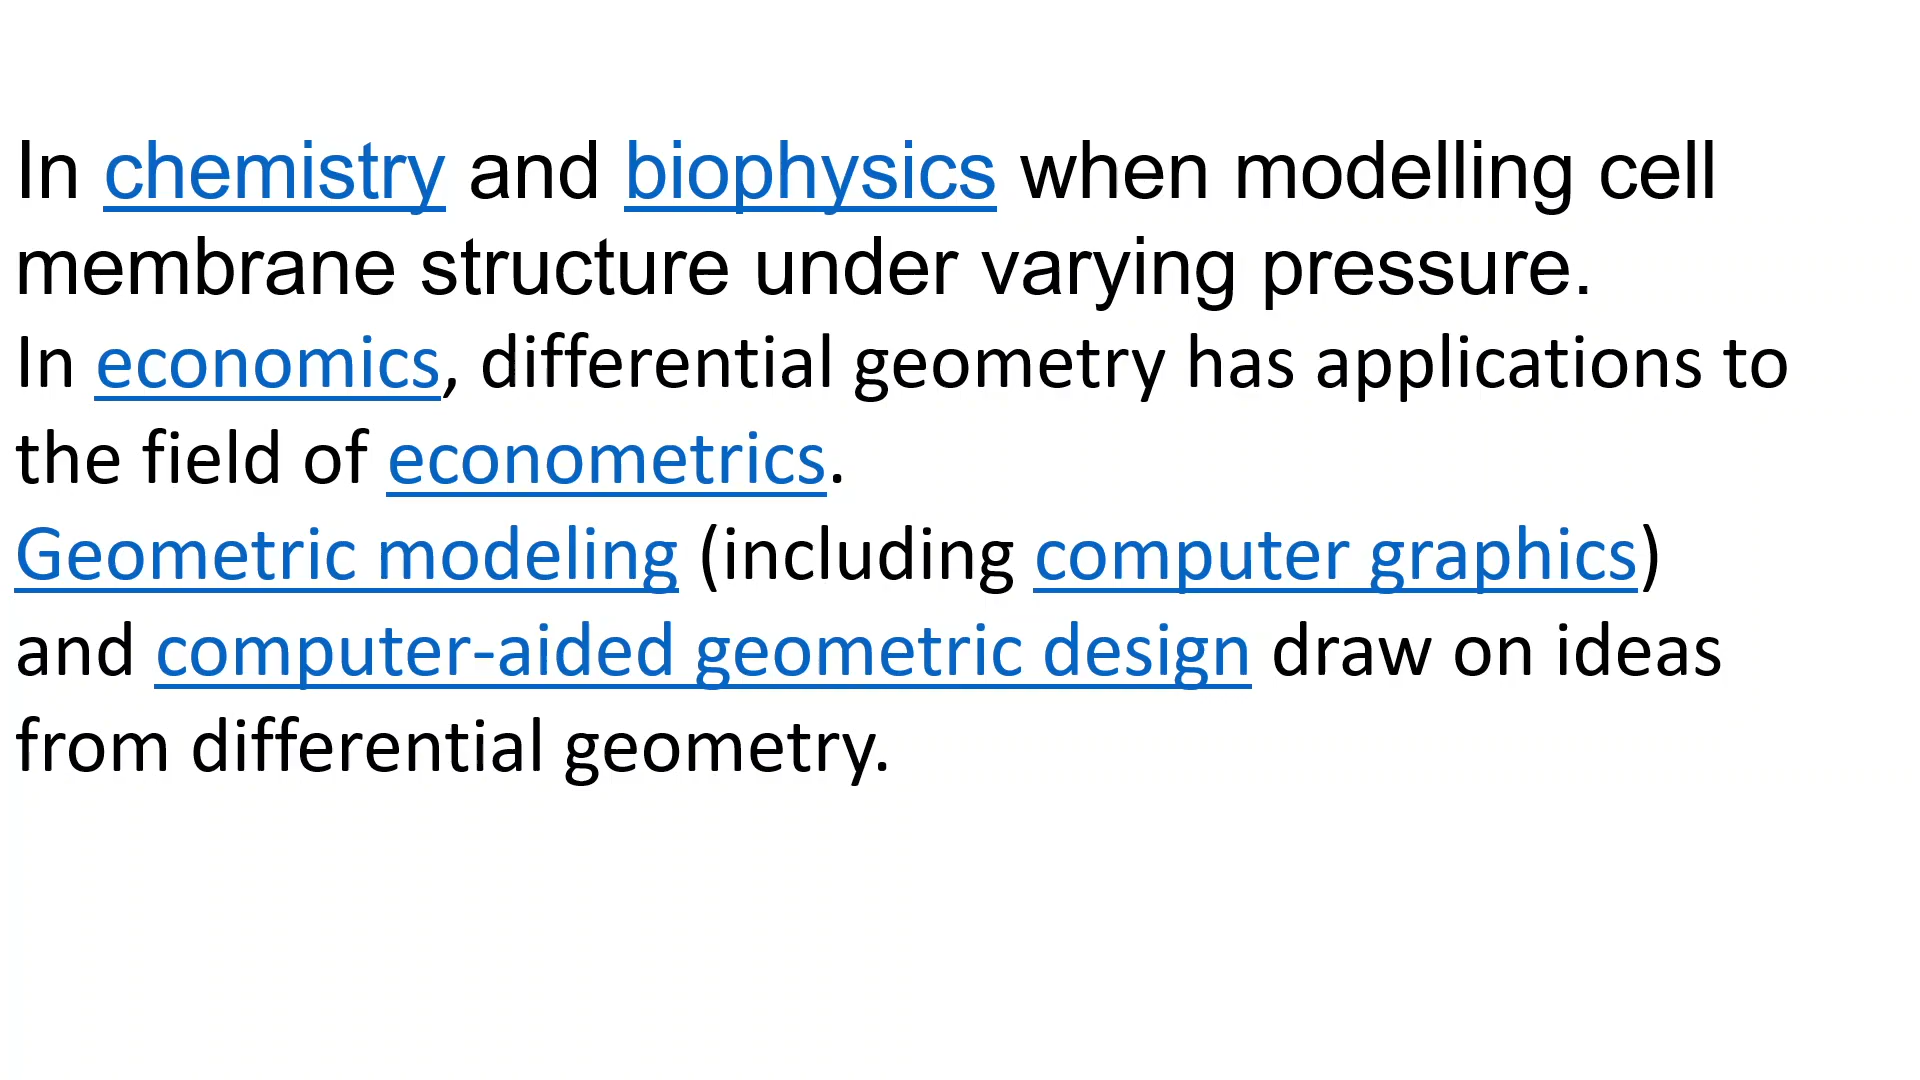 In chemistry and biophysics when modelling cell
membrane structure under varying pressure.
In economics, differential geometry has applications to
the field of econometrics.
Geometric modeling (including computer graphics)
and computer-aided geometric design draw on ideas
from differential geometry.